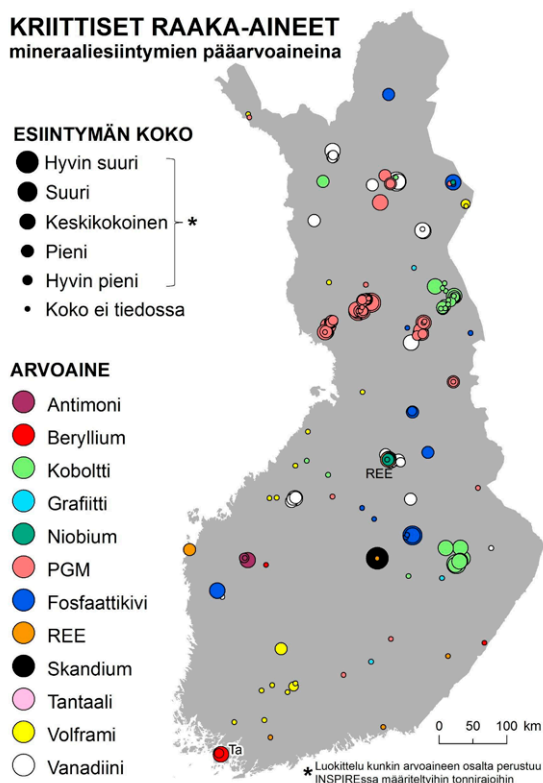 KRIITTISET RAAKA-AINEET
mineraaliesiintymien pääarvoaineina
ESIINTYMÄN KOKO
Hyvin suuri
Suuri
Keskikokoinen
*
Pieni
Hyvin pieni
Koko ei tiedossa
ARVOAINE
Antimoni
Beryllium
Koboltti
Grafiitti
Niobium
PGM
Fosfaattikivi
REE
Skandium
Tantaali
Volframi
Vanadiini
REE
Ta
0 50 100 km
* Luokittelu kunkin arvoaineen osalta perustuu
INSPIREssa määriteltyihin tonnirajoihin